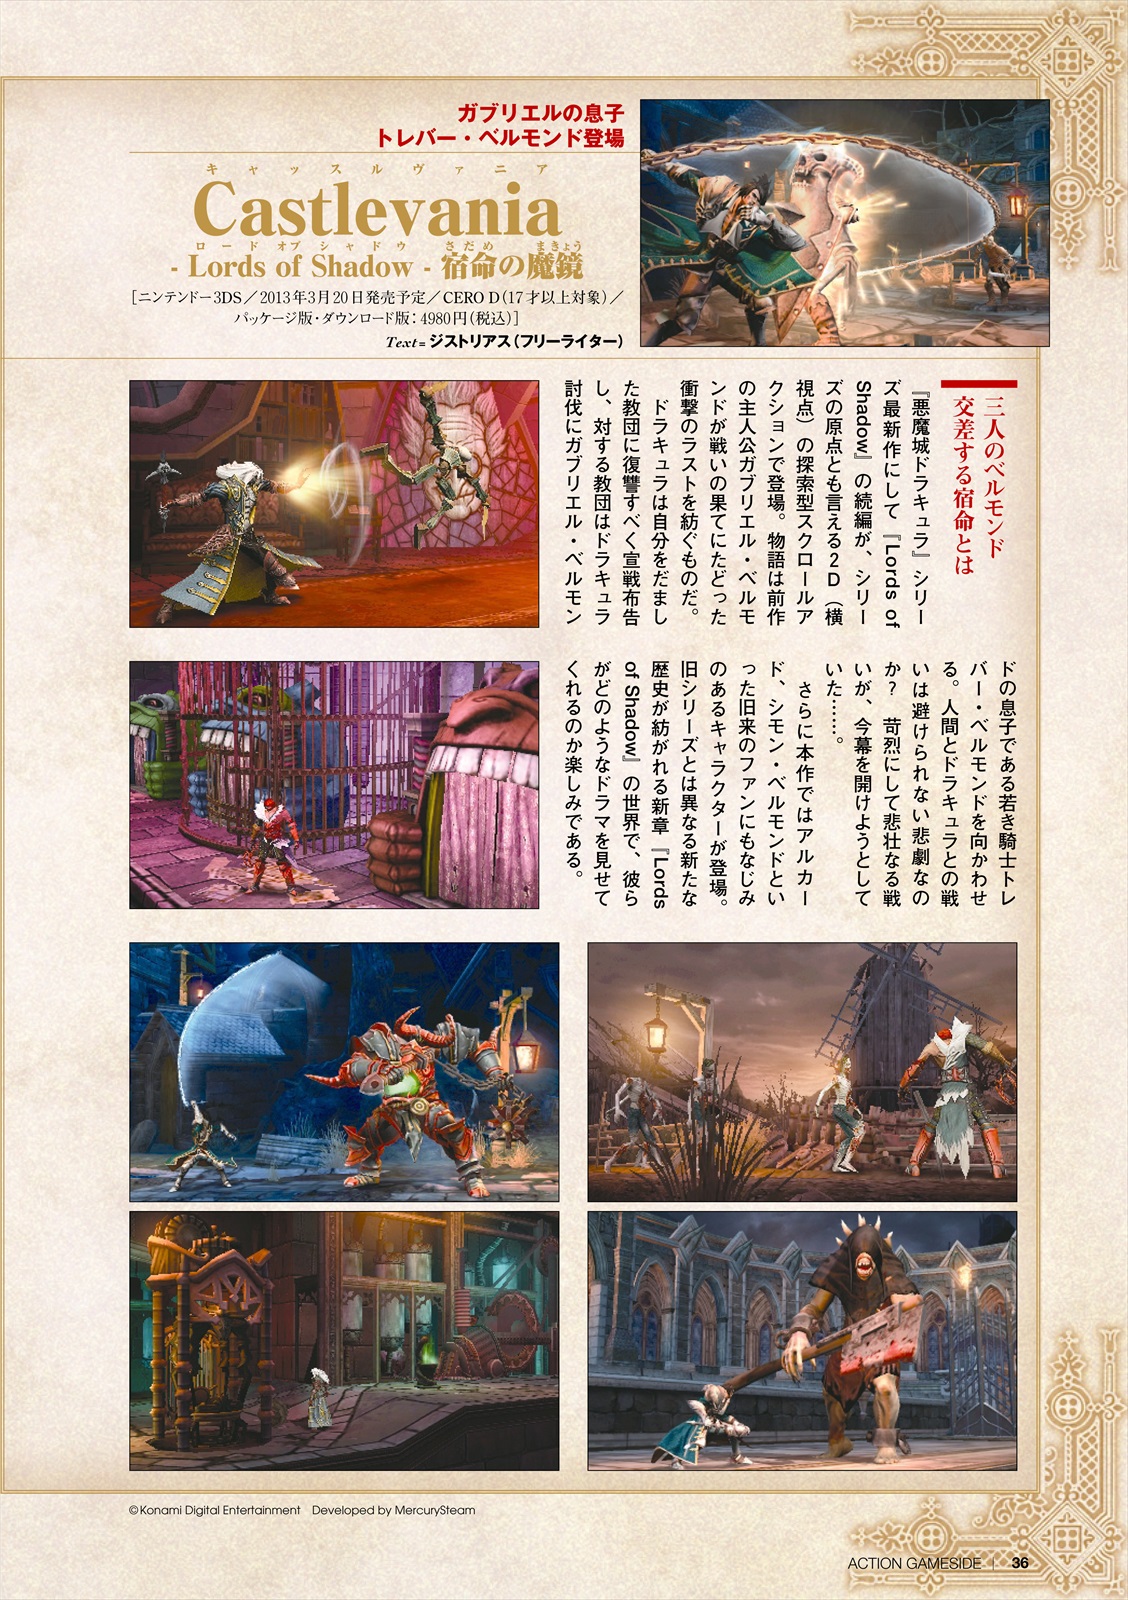 ガブリエルの息子
トレバー・ベルモンド登場
キャッスルヴァニア
Castlevania
ロード オブ シャドウ さだめ まきょう
- Lords of Shadow - 宿命の魔鏡
［ニンテンドー3DS／2013年3月20日発売予定／CERO D（17才以上対象）／
パッケージ版・ダウンロード版：4980円（税込）］
Text= ジストリアス（フリーライター）
三人のベルモンド
交差する宿命とは
『悪魔城ドラキュラ』シリー
ズ最新作にして『Lords of
Shadow』の続編が、シリー
ズの原点とも言える2D（横
視点）の探索型スクロールア
クションで登場。物語は前作
の主人公ガブリエル・ベルモ
ンドが戦いの果てにたどった
衝撃のラストを紡ぐものだ。
ドラキュラは自分をだまし
た教団に復讐すべく宣戦布告
し、対する教団はドラキュラ
討伐にガブリエル・ベルモン
ドの息子である若き騎士トレ
バー・ベルモンドを向かわせ
る。人間とドラキュラとの戦
いは避けられない悲劇なの
か？　苛烈にして悲壮なる戦
いが、今幕を開けようとして
いた……。
さらに本作ではアルカー
ド、シモン・ベルモンドとい
った旧来のファンにもなじみ
のあるキャラクターが登場。
旧シリーズとは異なる新たな
歴史が紡がれる新章『Lords
of Shadow』の世界で、彼ら
がどのようなドラマを見せて
くれるのか楽しみである。
©Konami Digital Entertainment　Developed by MercurySteam
ACTION GAMESIDE | 36